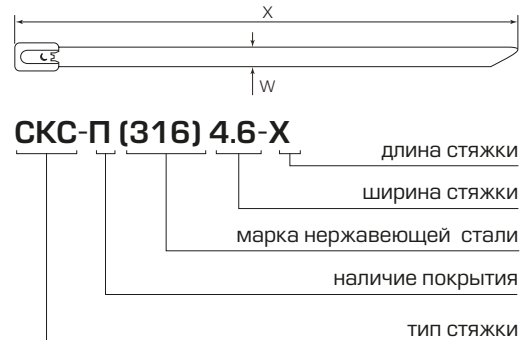 X
W
СКС-П (316) 4.6-X
длина стяжки
ширина стяжки
марка нержавеющей стали
наличие покрытия
тип стяжки